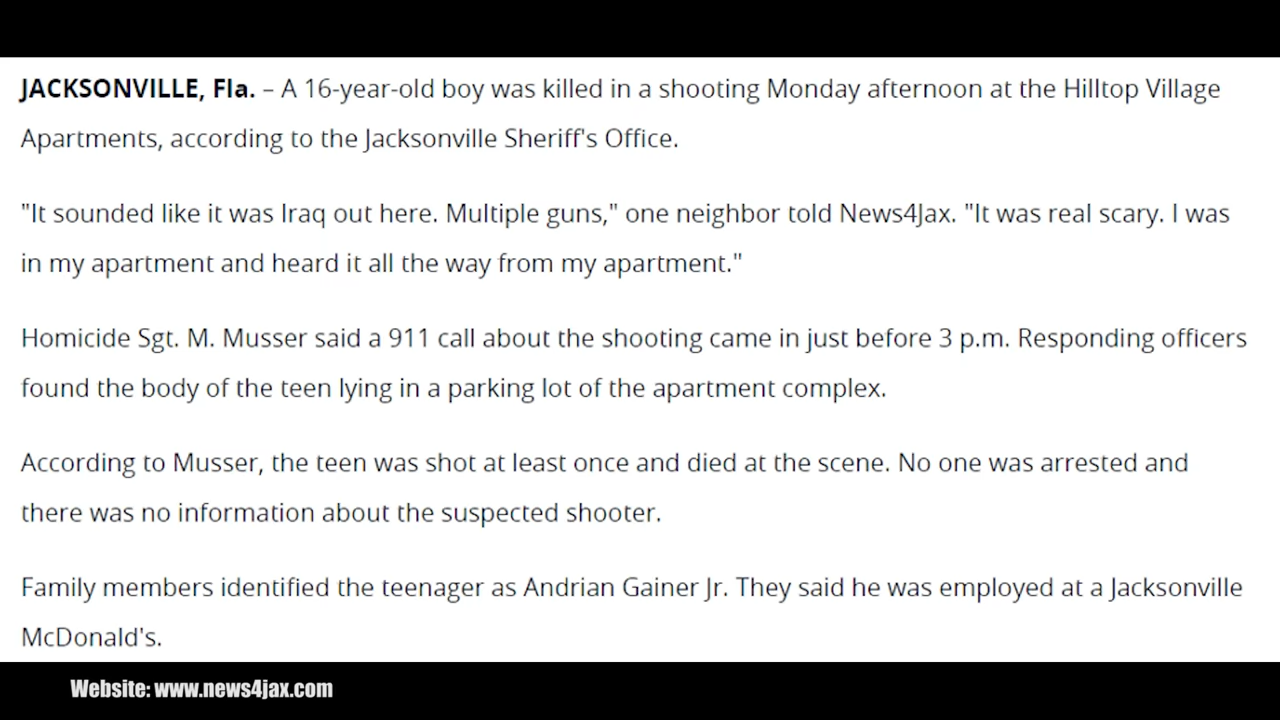 JACKSONVILLE, Fla. – A 16-year-old boy was killed in a shooting Monday afternoon at the Hilltop Village
Apartments, according to the Jacksonville Sheriff's Office.
"It sounded like it was Iraq out here. Multiple guns," one neighbor told News4Jax. "It was real scary. I was
in my apartment and heard it all the way from my apartment."
Homicide Sgt. M. Musser said a 911 call about the shooting came in just before 3 p.m. Responding officers
found the body of the teen lying in a parking lot of the apartment complex.
According to Musser, the teen was shot at least once and died at the scene. No one was arrested and
there was no information about the suspected shooter.
Family members identified the teenager as Andrian Gainer Jr. They said he was employed at a Jacksonville
McDonald's.
Website: www.news4jax.com